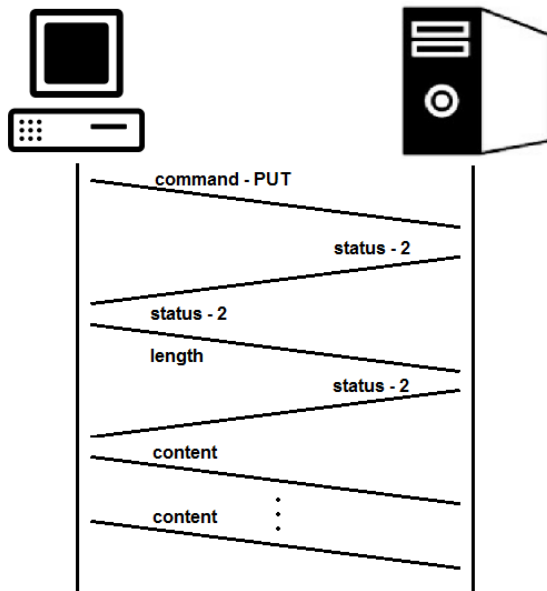 command - PUT
status - 2
status - 2
length
status - 2
content
content